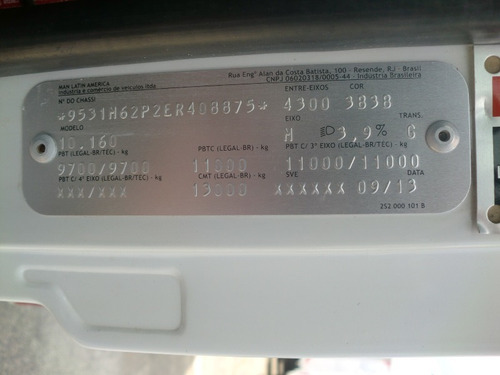 MAN LATIN AMERICA
Indústria e comércio de veículos ltda.
Rua Engº Alan da Costa Batista, 100 - Resende, RJ - Brasil
CNPJ 06020318/0005-44 - Indústria Brasileira
Nº DO CHASSI ENTRE-EIXOS COR
*9531H62P2ER408875* 4300 3838
MODELO EIXO TRANS.
10.160 H 3,9% G
PBT (LEGAL-BR/TEC) - kg PBTC (LEGAL-BR) - kg PBT C/ 3º EIXO (LEGAL-BR/TEC) - kg
9700/9700 11000 11000/11000
PBT C/ 4º EIXO (LEGAL-BR/TEC) - kg CMT (LEGAL-BR) - kg SVE DATA
xxx/xxx 13000 xxxxxx 09/13
252 000 101 B